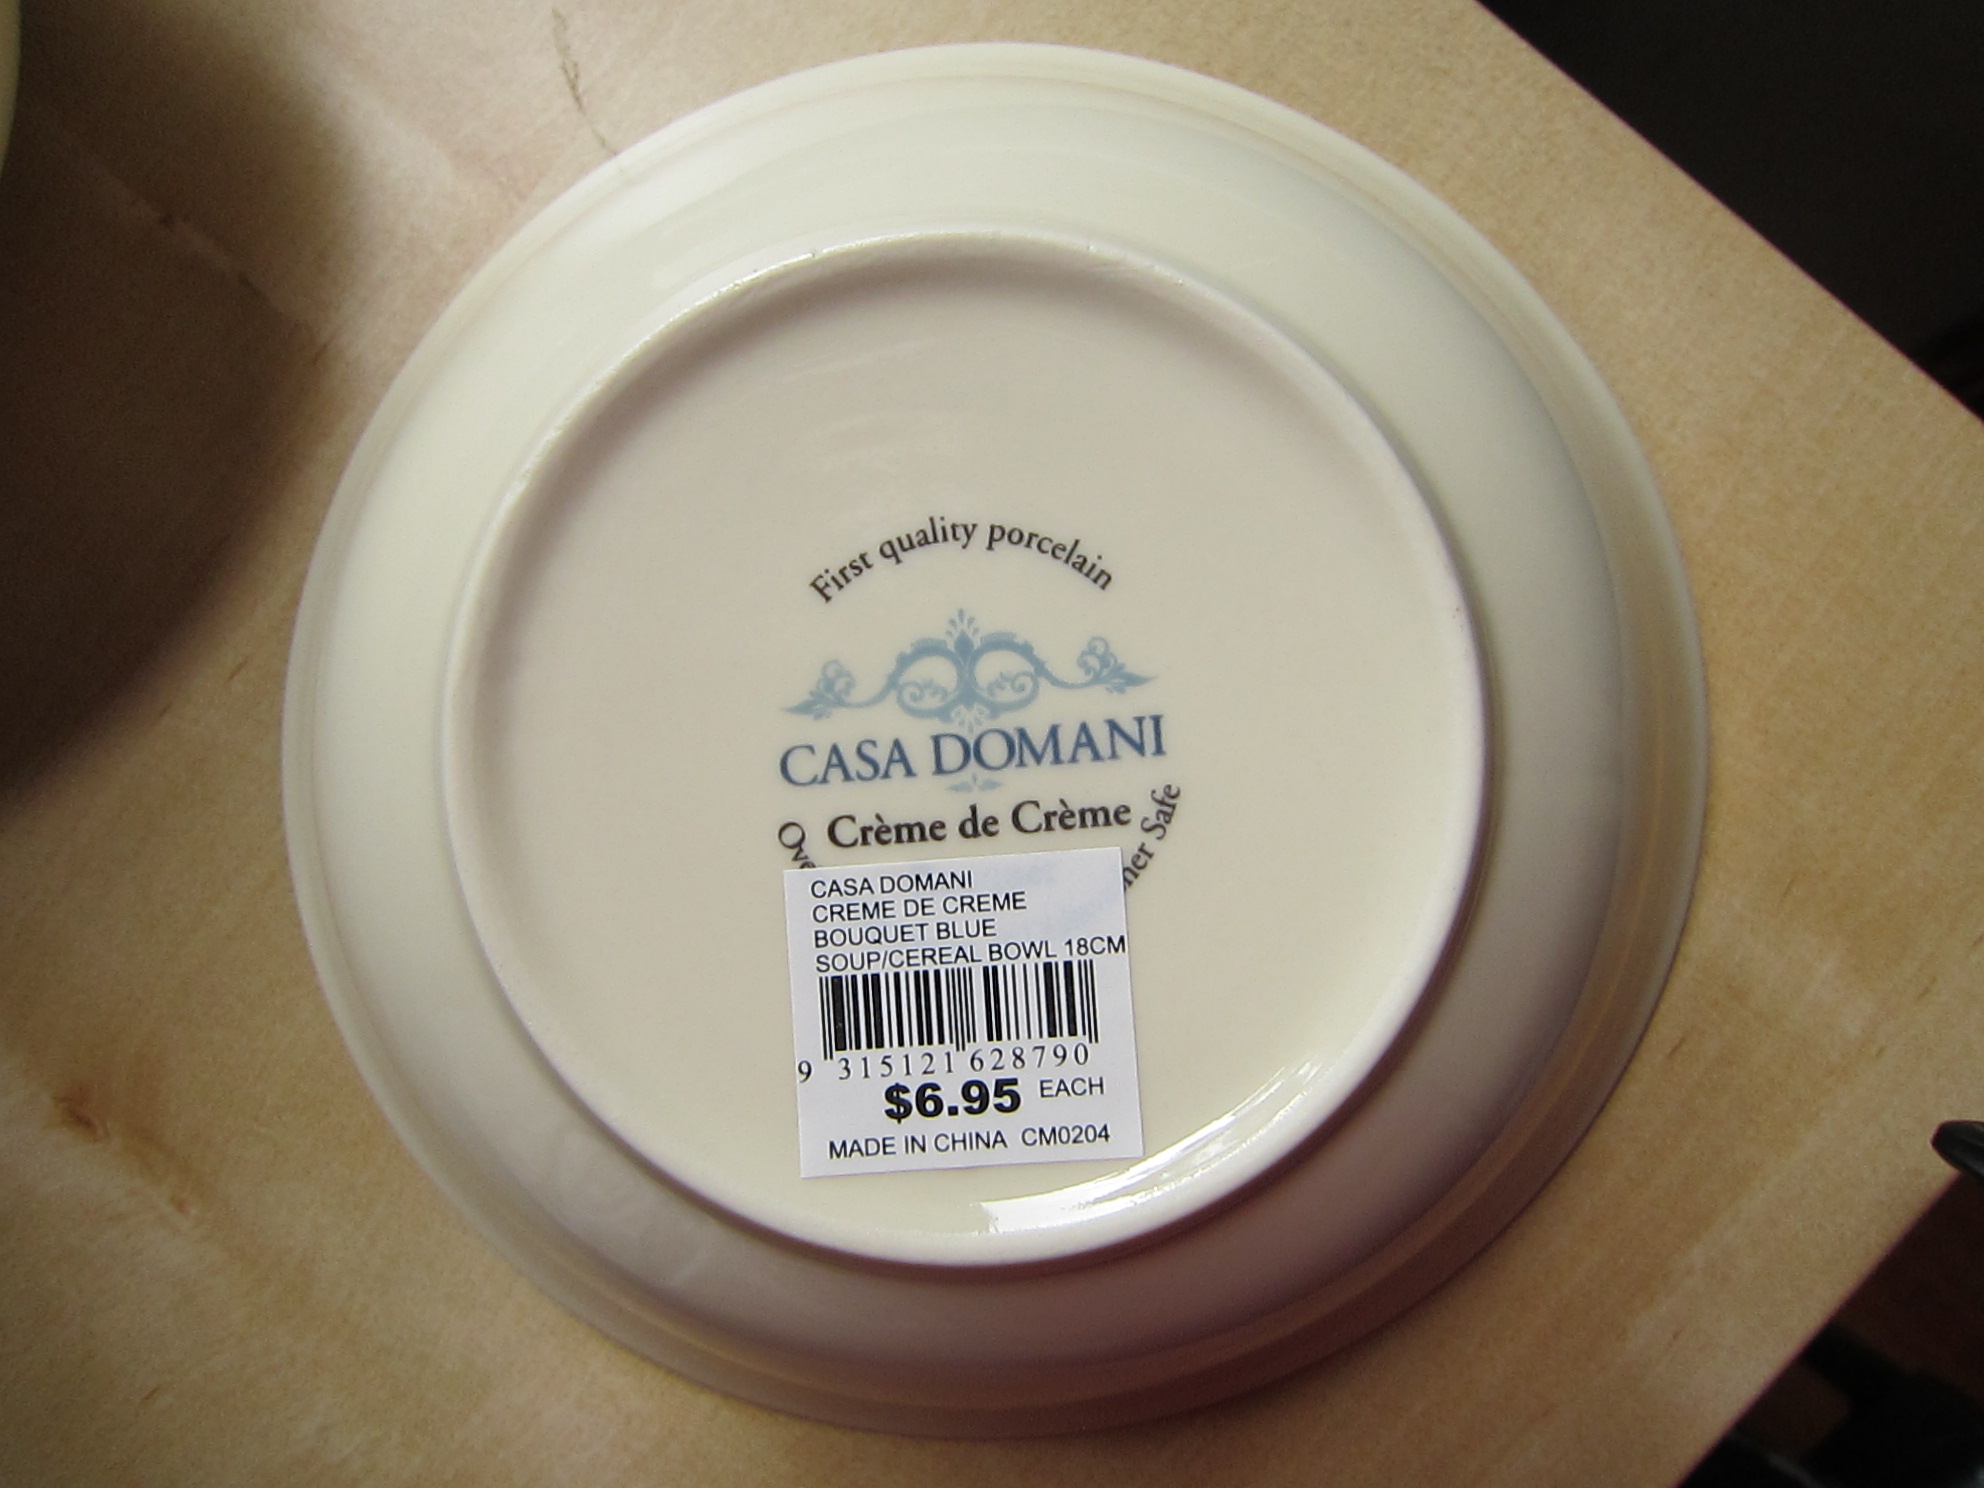 First quality porcelain
CASA DOMANI
Crème de Crème
Safe
CASA DOMANI
CREME DE CREME
BOUQUET BLUE
SOUP/CEREAL BOWL 18CM
9 315121 628790
$6.95 EACH
MADE IN CHINA CM0204